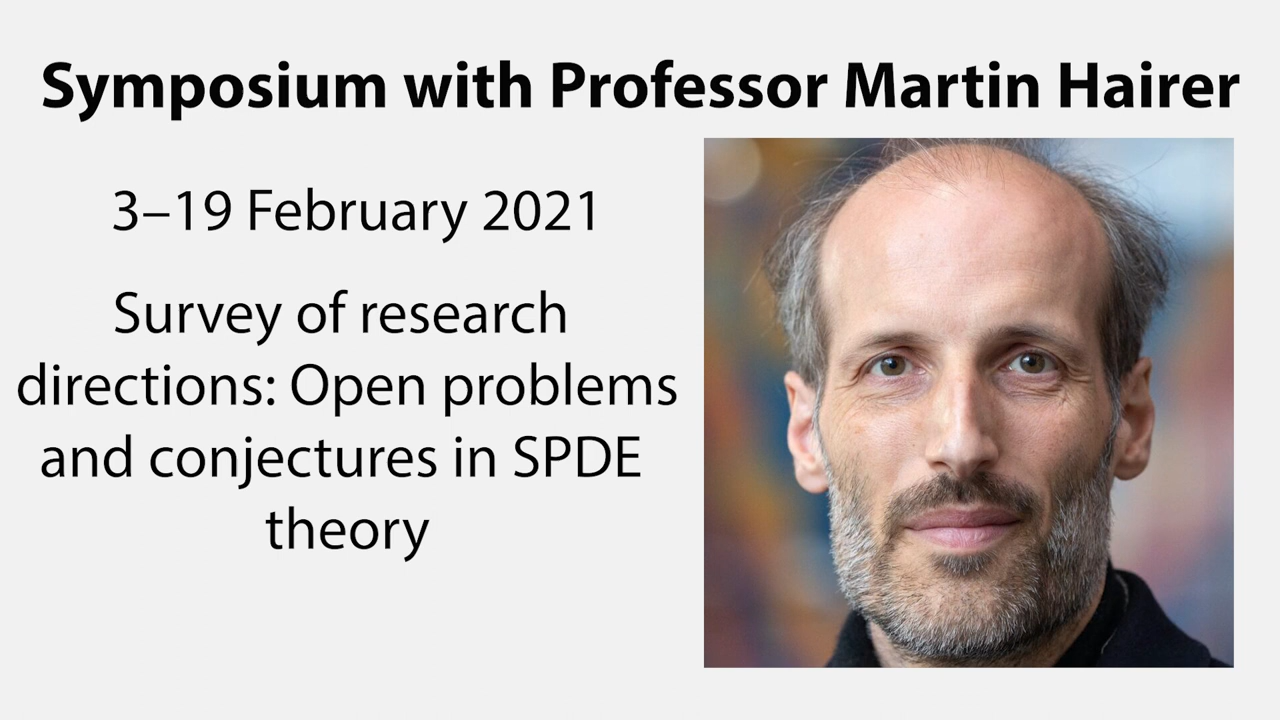 Symposium with Professor Martin Hairer
3–19 February 2021
Survey of research
directions: Open problems
and conjectures in SPDE
theory